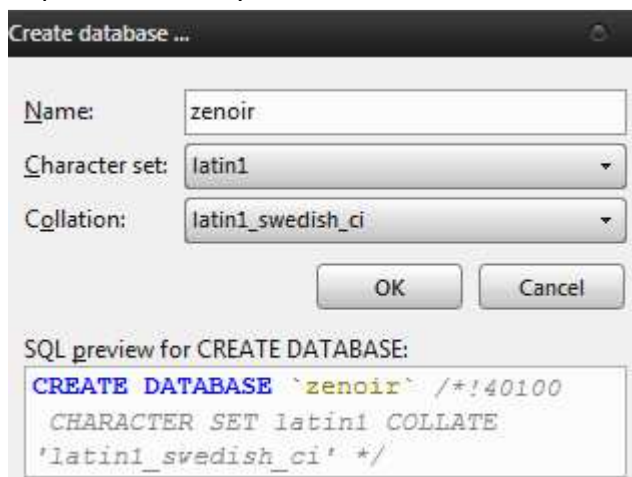 Create database ...
Name: zenoir
Character set: latin1
Collation: latin1_swedish_ci
OK Cancel
SQL preview for CREATE DATABASE:
CREATE DATABASE `zenoir` /*!40100
CHARACTER SET latin1 COLLATE
'latin1_swedish_ci' */